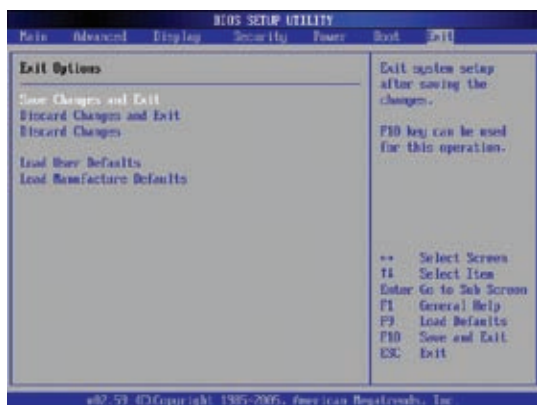 BIOS SETUP UTILITY
Main Advanced Display Security Power Boot Exit
Exit Options
Save Changes and Exit
Discard Changes and Exit
Discard Changes
Load User Defaults
Load Manufacture Defaults
Exit system setup
after saving the
changes.
F10 key can be used
for this operation.
↔ Select Screen
↑↓ Select Item
Enter Go to Sub Screen
F1 General Help
F9 Load Defaults
F10 Save and Exit
ESC Exit
v02.59 (C)Copyright 1985-2005, American Megatrends, Inc.